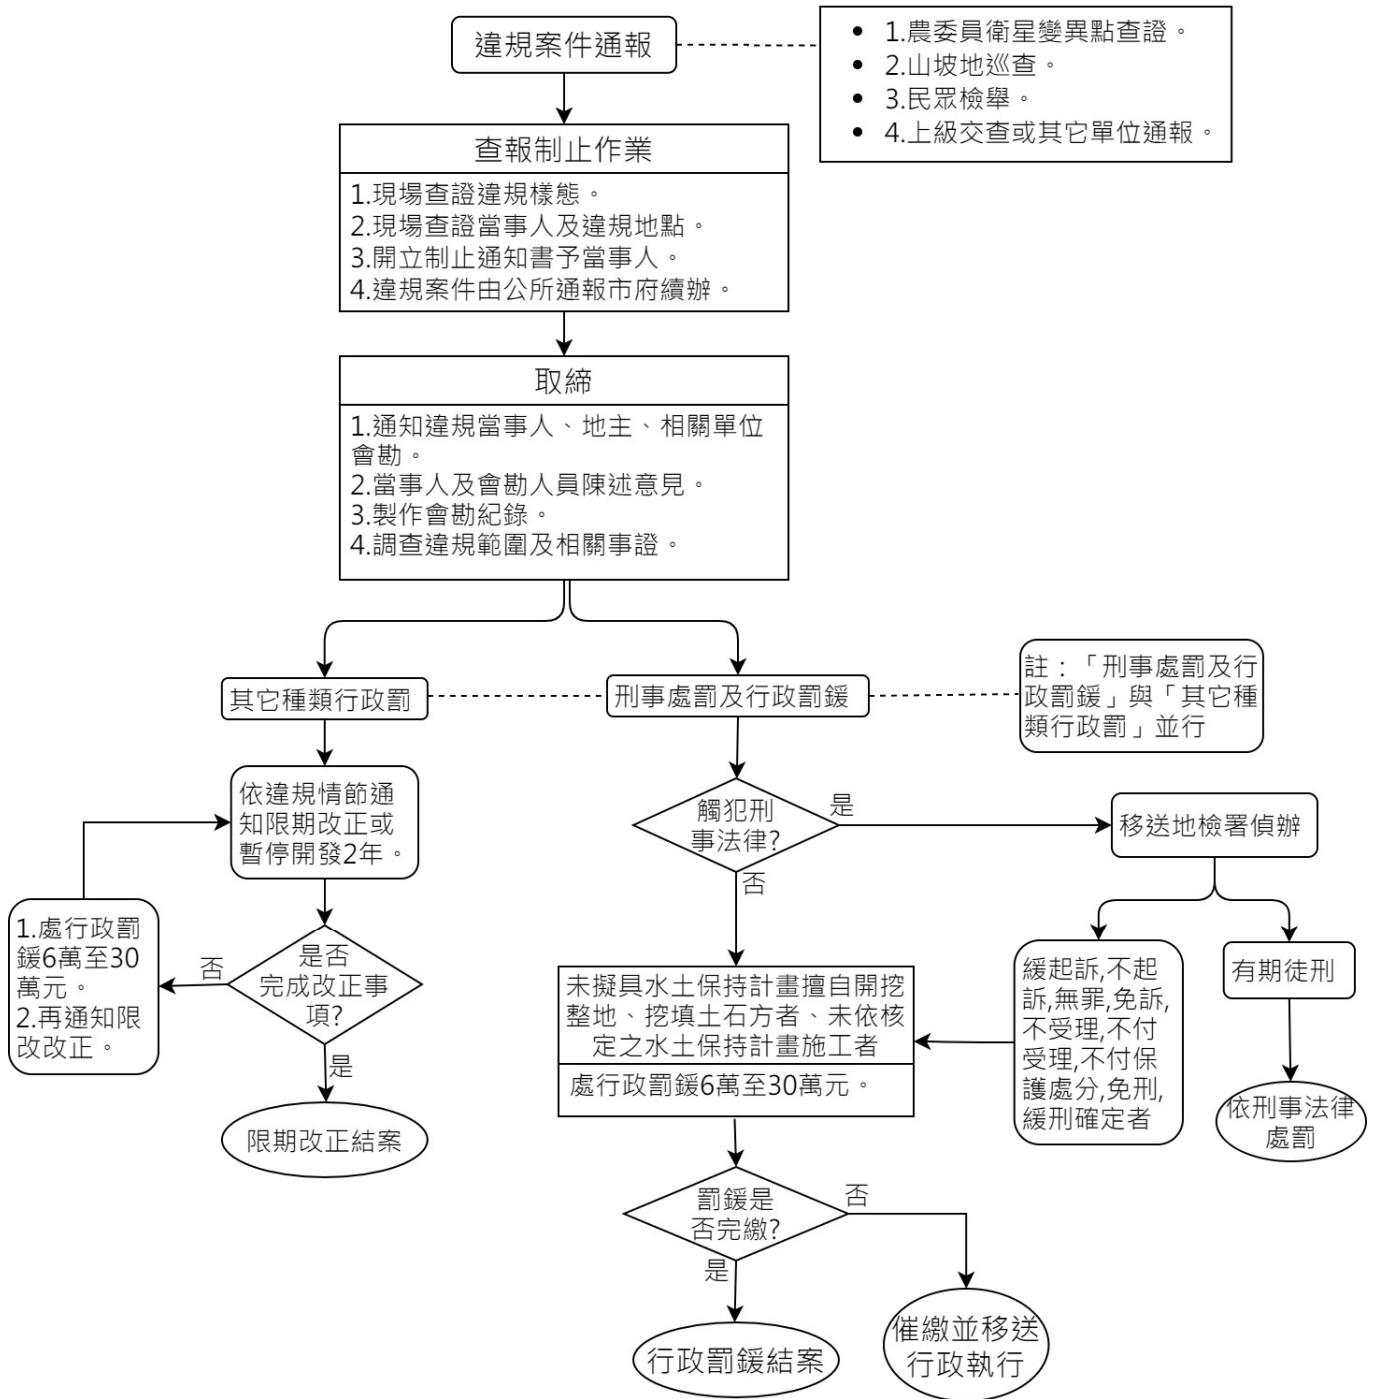 違規案件通報
• 1.農委員衛星變異點查證。
• 2.山坡地巡查。
• 3.民眾檢舉。
• 4.上級交查或其它單位通報。
查報制止作業
1.現場查證違規樣態。
2.現場查證當事人及違規地點。
3.開立制止通知書予當事人。
4.違規案件由公所通報市府續辦。
取締
1.通知違規當事人、地主、相關單位
會勘。
2.當事人及會勘人員陳述意見。
3.製作會勘紀錄。
4.調查違規範圍及相關事證。
其它種類行政罰
刑事處罰及行政罰鍰
註：「刑事處罰及行
政罰鍰」與「其它種
類行政罰」並行
依違規情節通
知限期改正或
暫停開發2年。
觸犯刑
事法律?
是
移送地檢署偵辦
否
1.處行政罰
鍰6萬至30
萬元。
2.再通知限
改改正。
否
是否
完成改正事
項?
是
限期改正結案
未擬具水土保持計畫擅自開挖
整地、挖填土石方者、未依核
定之水土保持計畫施工者
處行政罰鍰6萬至30萬元。
緩起訴,不起
訴,無罪,免訴,
不受理,不付
受理,不付保
護處分,免刑,
緩刑確定者
有期徒刑
依刑事法律
處罰
罰鍰是
否完繳?
否
是
行政罰鍰結案
催繳並移送
行政執行